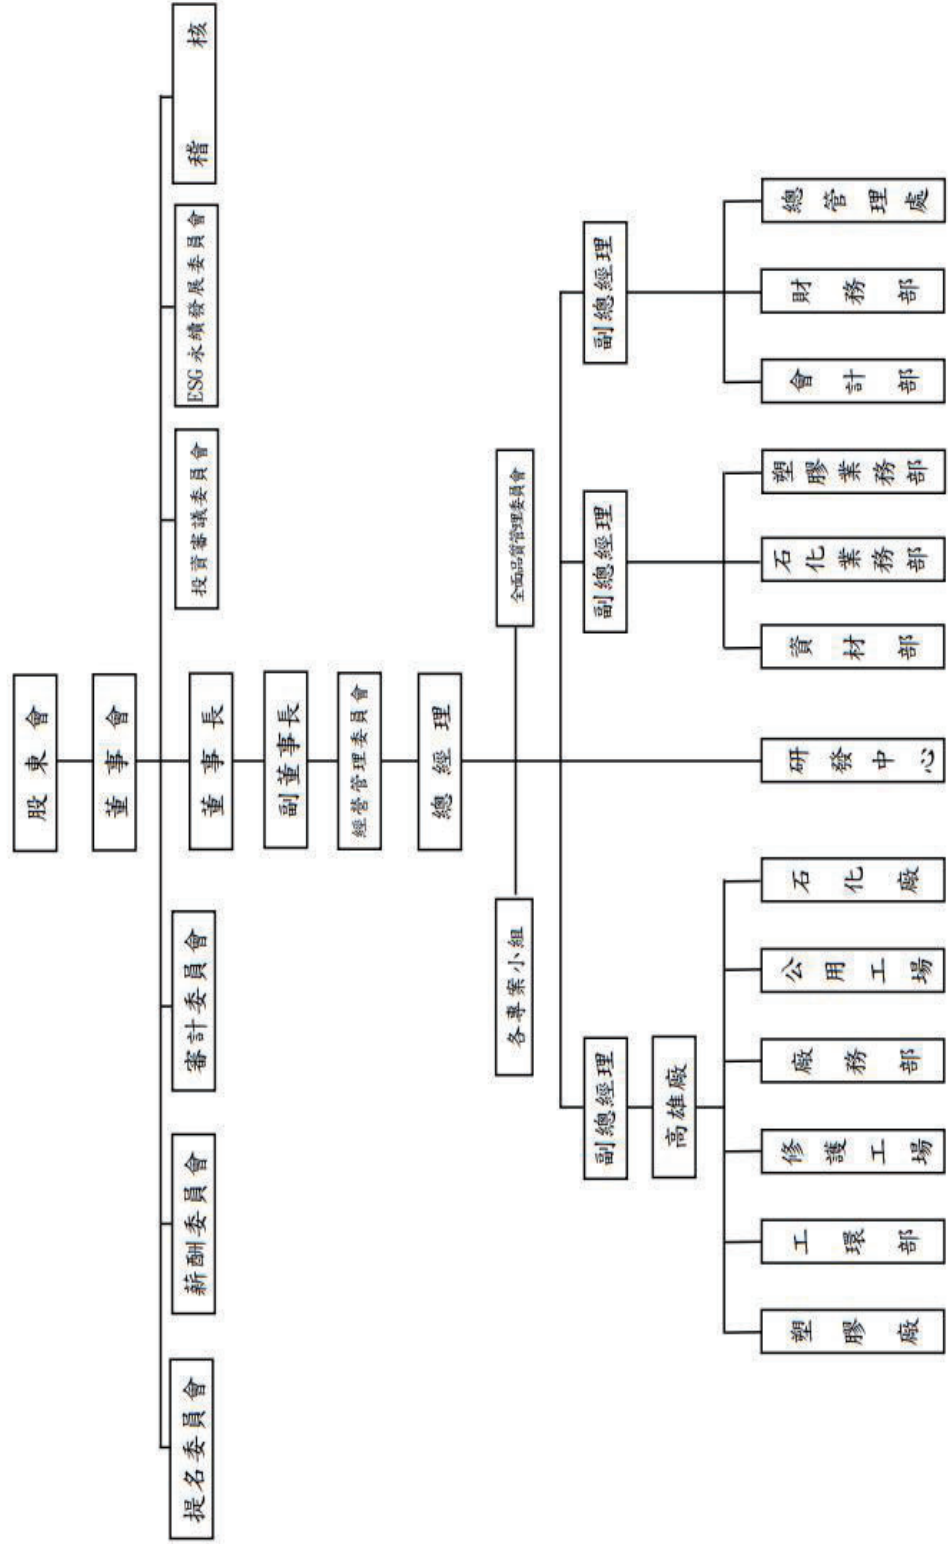 股東會
董事會
提名委員會
薪酬委員會
審計委員會
投資審議委員會
ESG永續發展委員會
稽核
董事長
副董事長
經營管理委員會
總經理
各專案小組
全面品質管理委員會
副總經理
副總經理
副總經理
高雄廠
塑膠廠
工環部
修護工場
廠務部
公用工場
石化廠
研發中心
資材部
石化業務部
塑膠業務部
會計部
財務部
總管理處